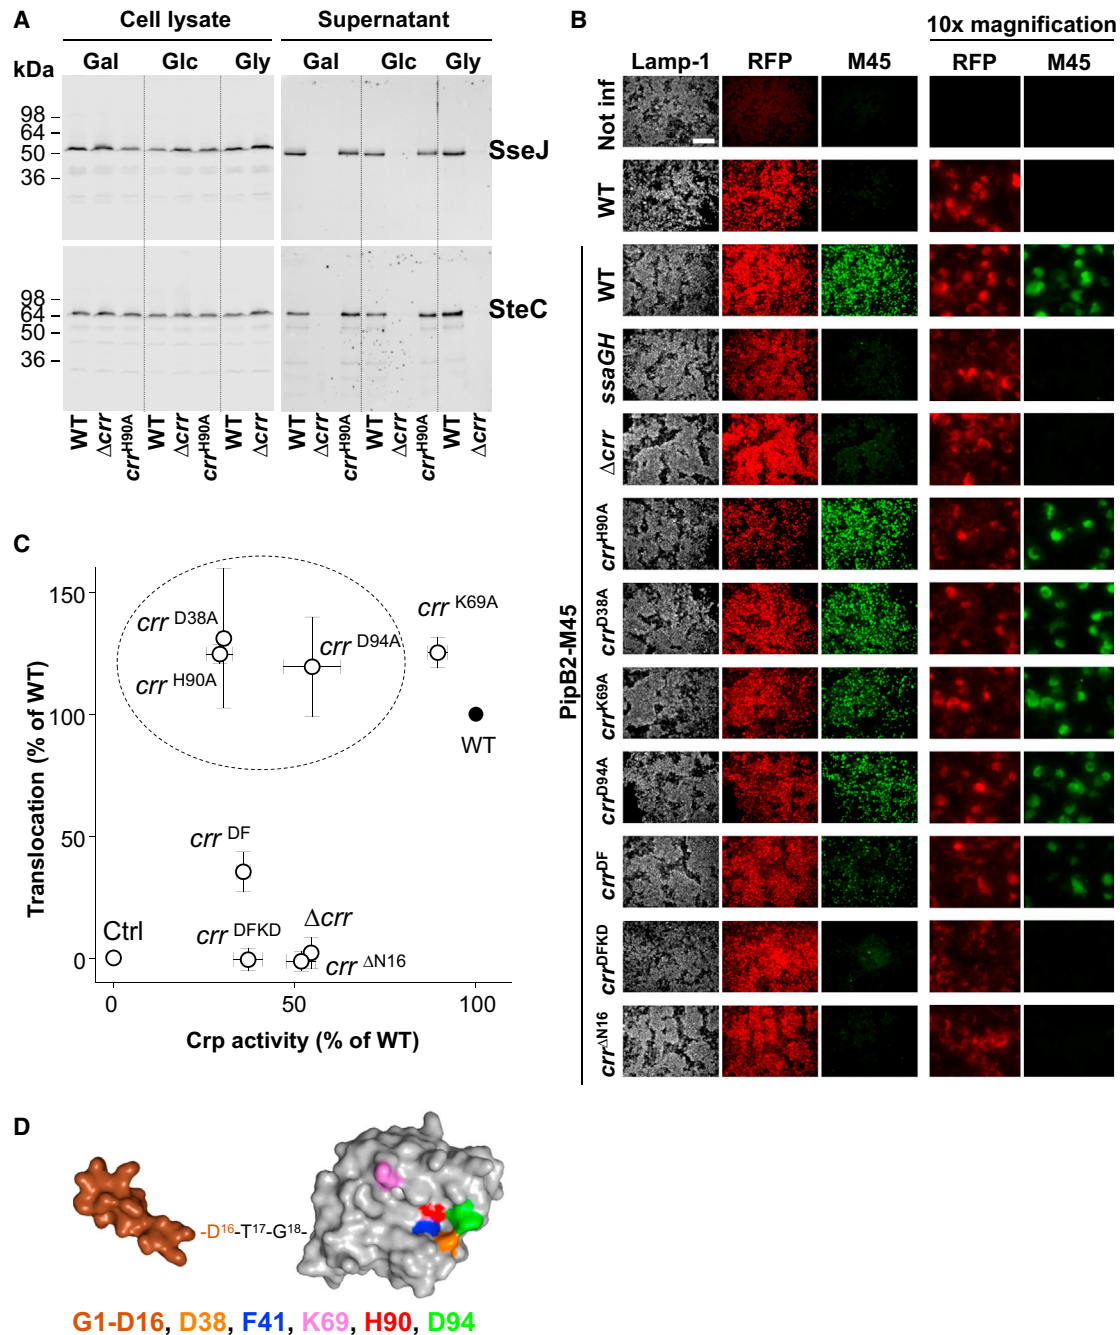 A
Cell lysate Supernatant
kDa Gal Glc Gly Gal Glc Gly
98
64
50
36
SseJ
98
64
50
36
SteC
WT Δcrr crrH90A WT Δcrr crrH90A WT Δcrr WT Δcrr crrH90A WT Δcrr crrH90A WT Δcrr
B
10x magnification
Lamp-1 RFP M45 RFP M45
Not inf
WT
PipB2-M45
WT
ssaGH
Δcrr
crrH90A
crrD38A
crrK69A
crrD94A
crrDF
crrDFKD
crrΔN16
C
Translocation (% of WT)
150
100
50
0
crr D38A
crr H90A
crr D94A
crr K69A
WT
crr DF
Ctrl
crr DFKD
Δcrr
crr ΔN16
0 50 100
Crp activity (% of WT)
D
-D16-T17-G18-
G1-D16, D38, F41, K69, H90, D94